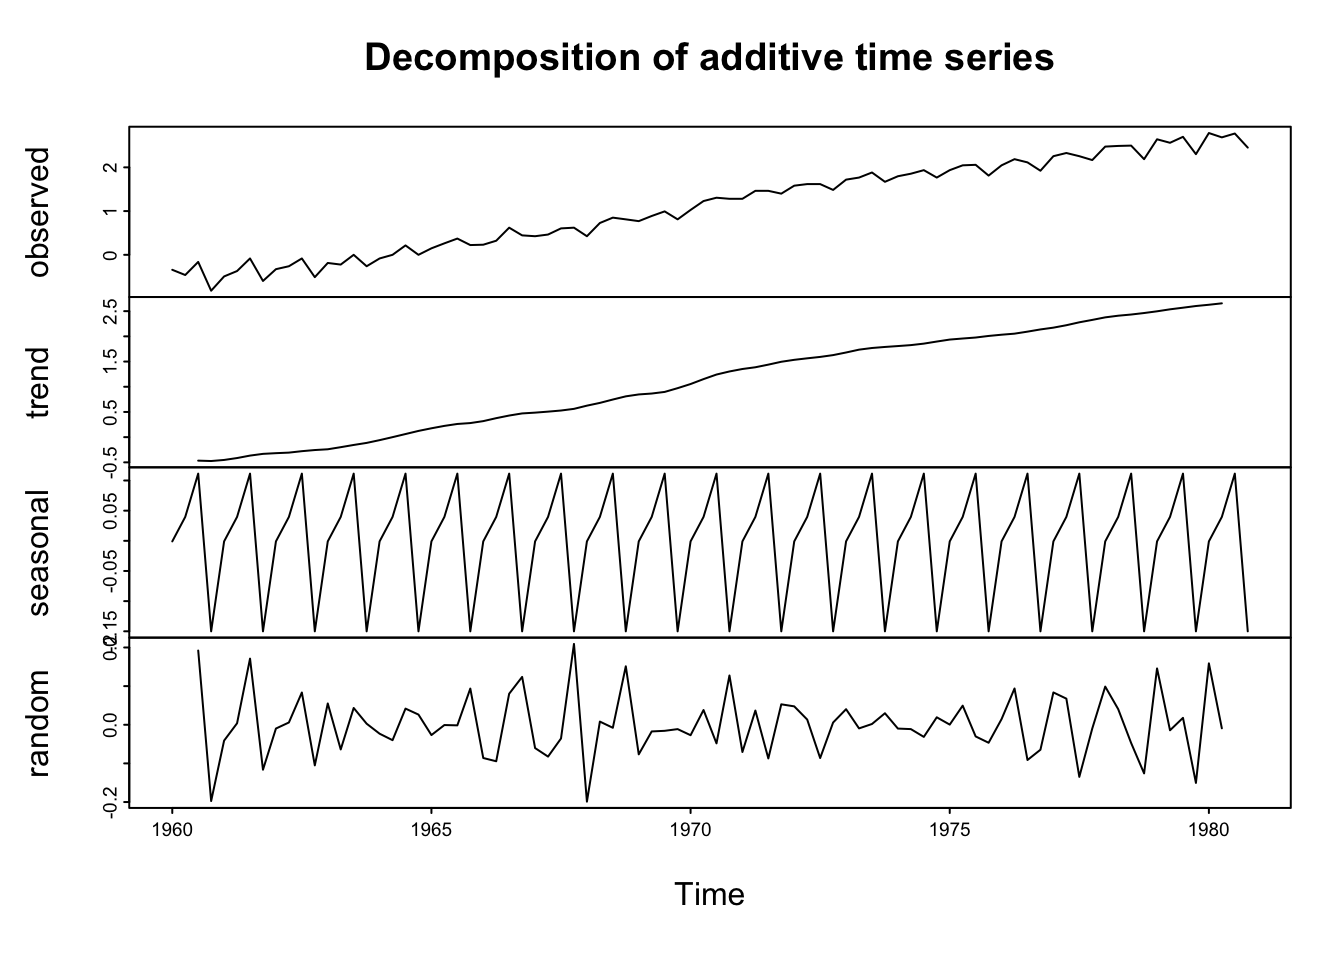 Decomposition of additive time series
observed
0 1 2
trend
-0.5 0.5 1.5 2.5
seasonal
-0.15 -0.05 0.05
random
-0.2 0.0 0.2
1960 1965 1970 1975 1980
Time